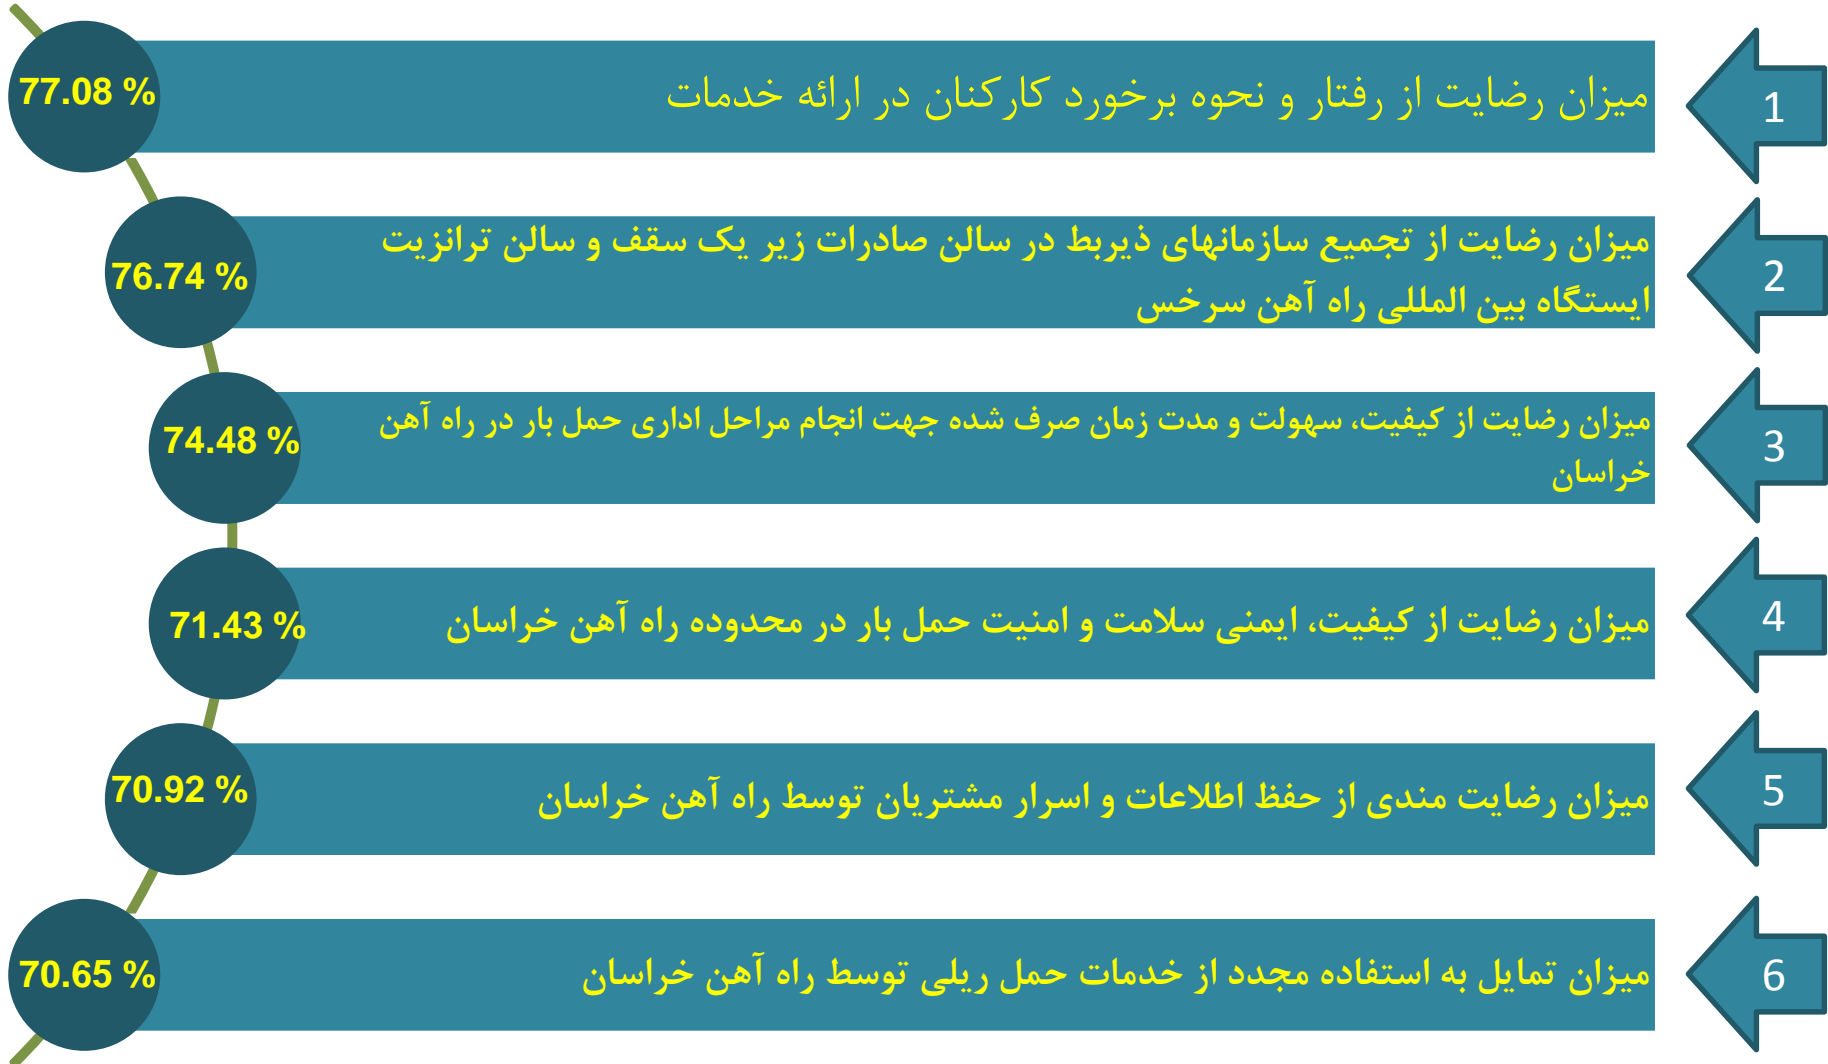 1
میزان رضایت از رفتار و نحوه برخورد کارکنان در ارائه خدمات
77.08 %
2
میزان رضایت از تجمیع سازمانهای ذیربط در سالن صادرات زیر یک سقف و سالن ترانزیت
ایستگاه بین المللی راه آهن سرخس
76.74 %
3
میزان رضایت از کیفیت، سهولت و مدت زمان صرف شده جهت انجام مراحل اداری حمل بار در راه آهن
خراسان
74.48 %
4
میزان رضایت از کیفیت، ایمنی سلامت و امنیت حمل بار در محدوده راه آهن خراسان
71.43 %
5
میزان رضایت مندی از حفظ اطلاعات و اسرار مشتریان توسط راه آهن خراسان
70.92 %
6
میزان تمایل به استفاده مجدد از خدمات حمل ریلی توسط راه آهن خراسان
70.65 %